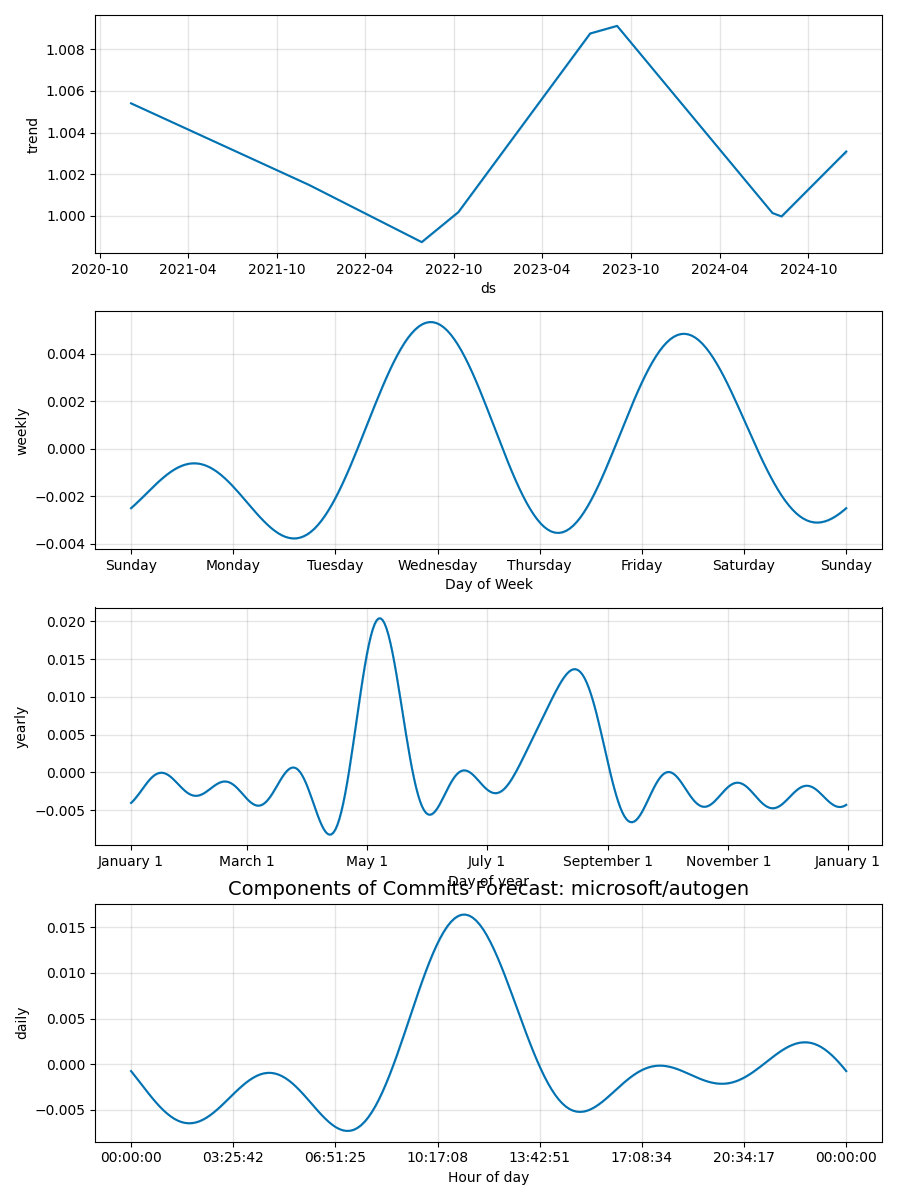 1.008
1.006
1.004
1.002
1.000
trend
2020-10 2021-04 2021-10 2022-04 2022-10 2023-04 2023-10 2024-04 2024-10
ds
0.004
0.002
0.000
−0.002
−0.004
weekly
Sunday Monday Tuesday Wednesday Thursday Friday Saturday Sunday
Day of Week
0.020
0.015
0.010
0.005
0.000
−0.005
yearly
January 1 March 1 May 1 July 1 September 1 November 1 January 1
Day of year
Components of Commits Forecast: microsoft/autogen
0.015
0.010
0.005
0.000
−0.005
daily
00:00:00 03:25:42 06:51:25 10:17:08 13:42:51 17:08:34 20:34:17 00:00:00
Hour of day